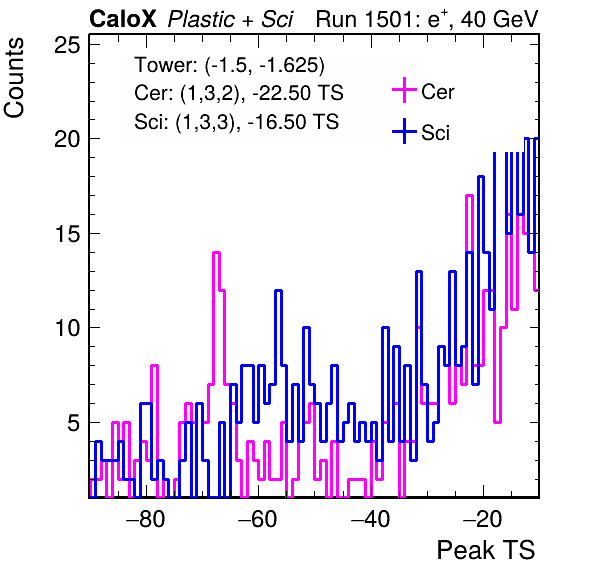 CaloX Plastic + Sci Run 1501: e+, 40 GeV
Counts
25
20
15
10
5
Tower: (-1.5, -1.625)
Cer: (1,3,2), -22.50 TS
Sci: (1,3,3), -16.50 TS
Cer
Sci
−80 −60 −40 −20
Peak TS